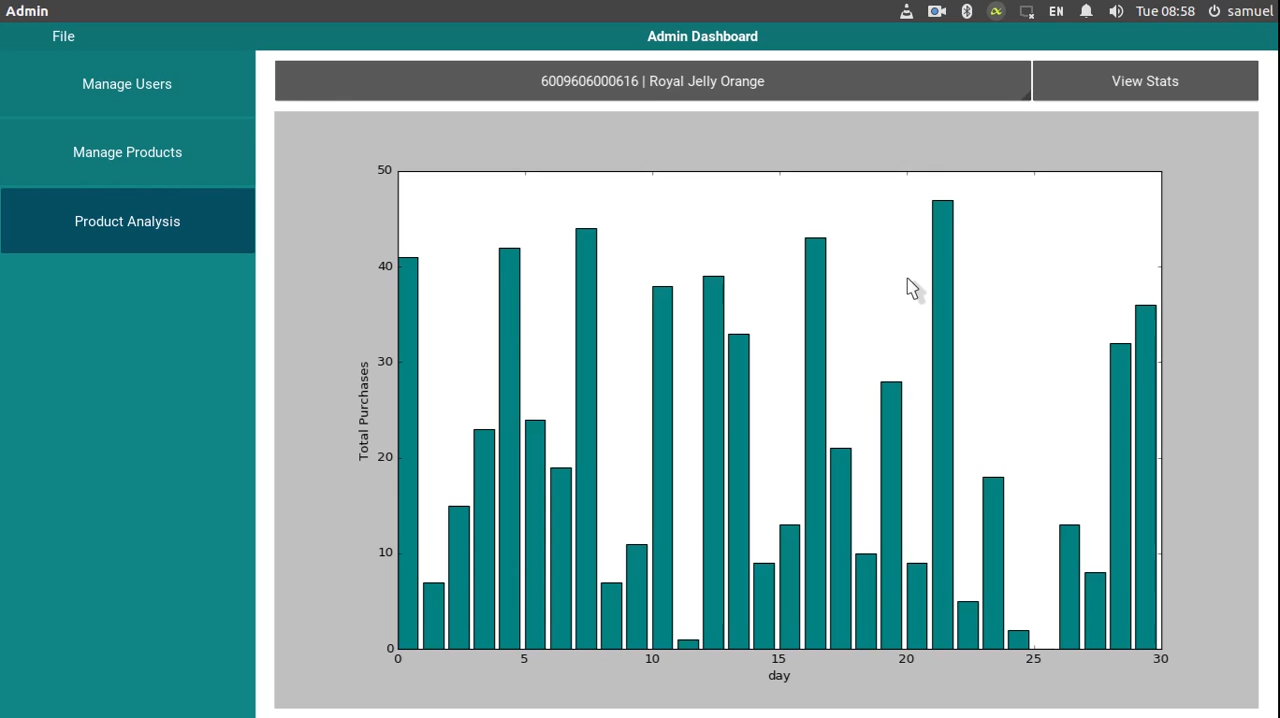 Admin
EN
Tue 08:58
samuel
File
Admin Dashboard
Manage Users
Manage Products
Product Analysis
6009606000616 | Royal Jelly Orange
View Stats
50
40
30
20
10
0
Total Purchases
0 5 10 15 20 25 30
day